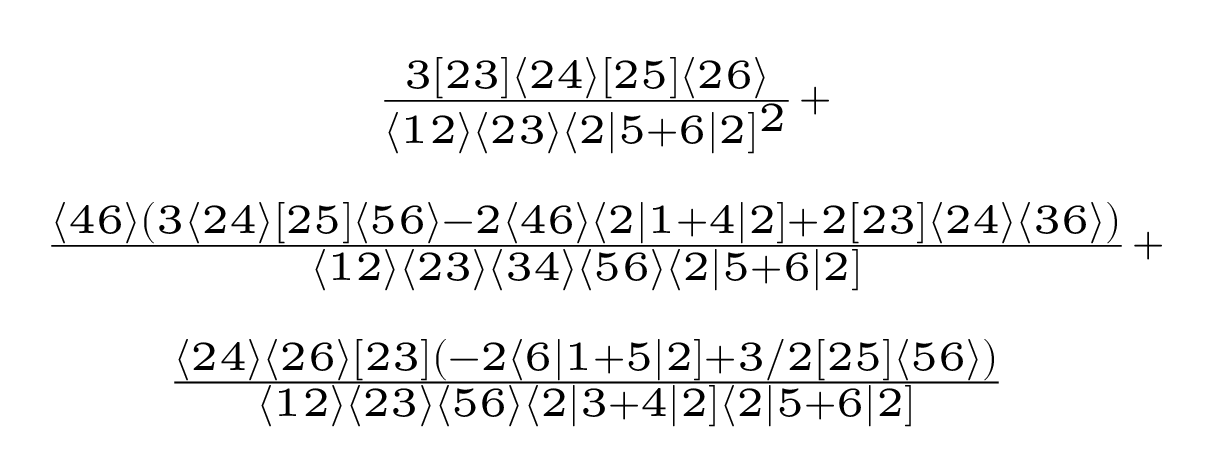 \frac{3[23]⟨24⟩[25]⟨26⟩}{⟨12⟩⟨23⟩⟨2|5+6|2]^2} +
\frac{⟨46⟩(3⟨24⟩[25]⟨56⟩−2⟨46⟩⟨2|1+4|2]+2[23]⟨24⟩⟨36⟩)}{⟨12⟩⟨23⟩⟨34⟩⟨56⟩⟨2|5+6|2]} +
\frac{⟨24⟩⟨26⟩[23](−2⟨6|1+5|2]+3/2[25]⟨56⟩)}{⟨12⟩⟨23⟩⟨56⟩⟨2|3+4|2]⟨2|5+6|2]}